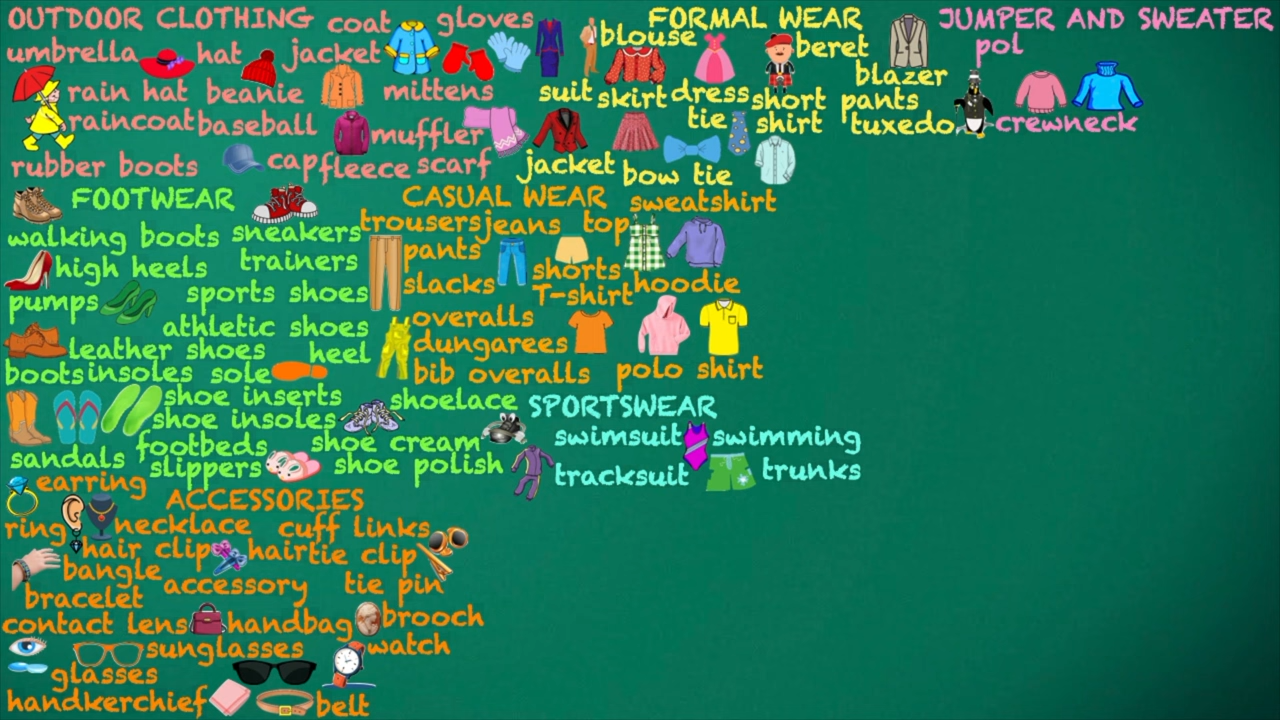 OUTDOOR CLOTHING
coat
gloves
umbrella
hat
jacket
rain hat
beanie
mittens
raincoat
baseball
cap
muffler
rubber boots
fleece
scarf
FORMAL WEAR
blouse
beret
blazer
suit
skirt
dress
short
shirt
pants
tie
tuxedo
jacket
bow tie
JUMPER AND SWEATER
pol
crewneck
FOOTWEAR
walking boots
sneakers
high heels
trainers
pumps
sports shoes
athletic shoes
leather shoes
heel
boots
insoles
sole
shoe inserts
shoelace
shoe insoles
footbeds
shoe cream
sandals
slippers
shoe polish
CASUAL WEAR
sweatshirt
trousers
jeans
top
pants
shorts
slacks
T-shirt
hoodie
overalls
dungarees
bib overalls
polo shirt
SPORTSWEAR
swimsuit
swimming
trunks
tracksuit
earring
ACCESSORIES
ring
necklace
cuff links
hair clip
hair
tie clip
bangle
accessory
tie pin
bracelet
contact lens
handbag
brooch
sunglasses
watch
glasses
handkerchief
belt